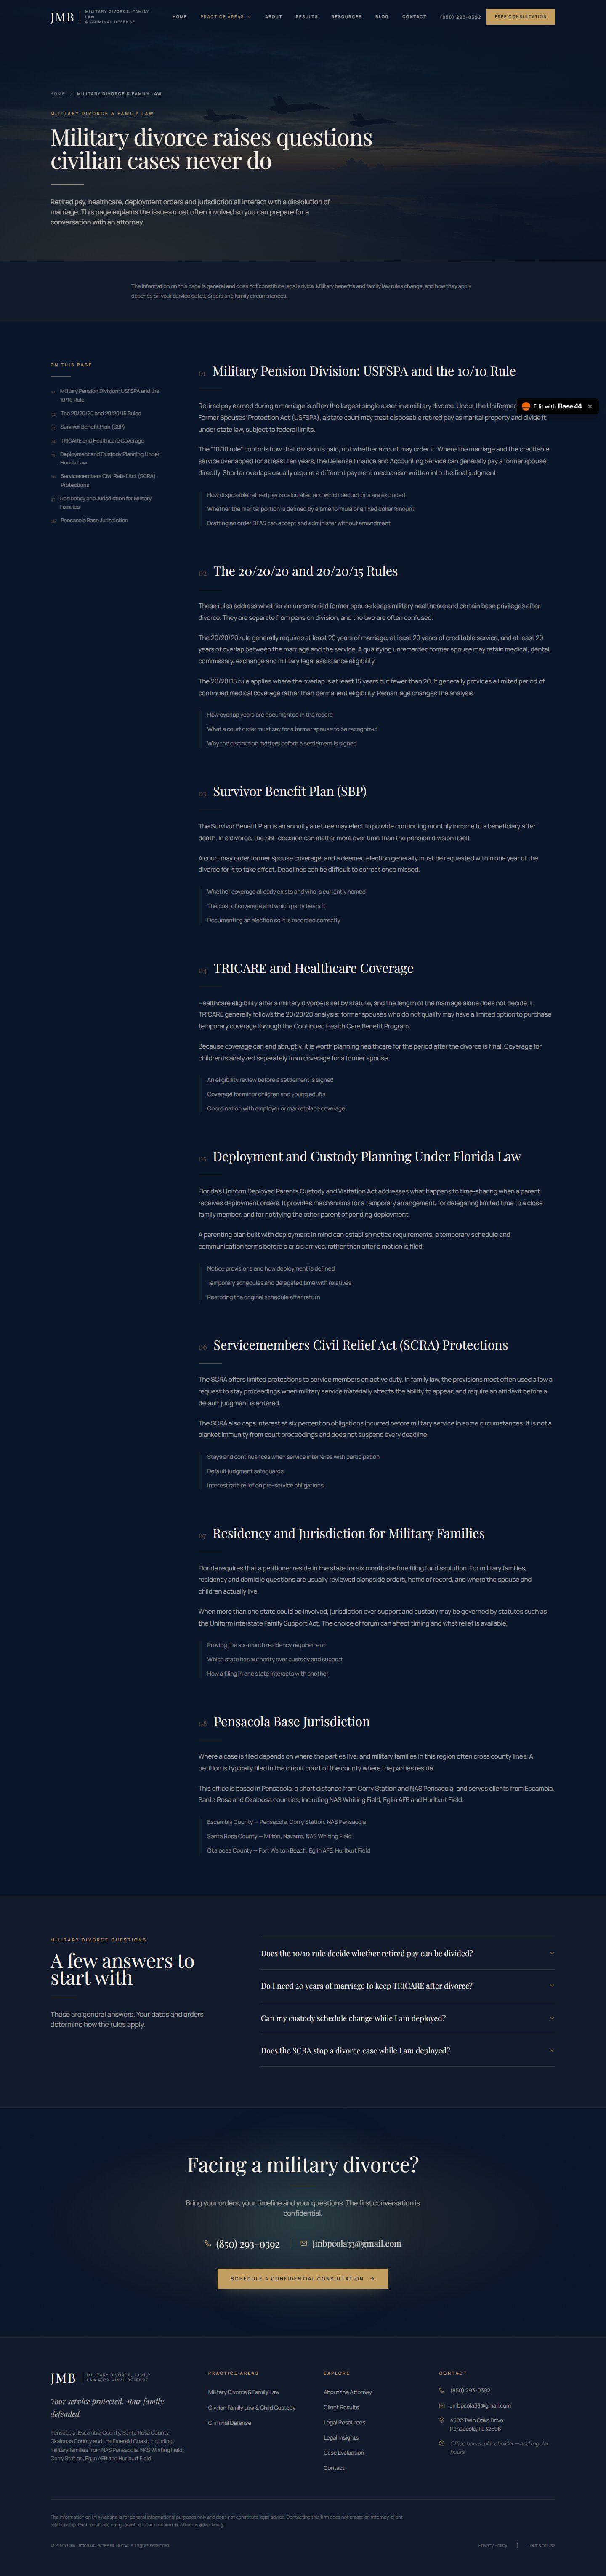 JMB
MILITARY DIVORCE, FAMILY
LAW
& CRIMINAL DEFENSE
HOME
PRACTICE AREAS
ABOUT
RESULTS
RESOURCES
BLOG
CONTACT
(850) 293-0392
FREE CONSULTATION
HOME / MILITARY DIVORCE & FAMILY LAW
MILITARY DIVORCE & FAMILY LAW
Military divorce raises questions
civilian cases never do
Retired pay, healthcare, deployment orders and jurisdiction all interact with a dissolution of
marriage. This page explains the issues most often involved so you can prepare for a
conversation with an attorney.
The information on this page is general and does not constitute legal advice. Military benefits and family law rules change, and how they apply
depends on your service dates, orders and family circumstances.
ON THIS PAGE
01 Military Pension Division: USFSPA and the
10/10 Rule
02 The 20/20/20 and 20/20/15 Rules
03 Survivor Benefit Plan (SBP)
04 TRICARE and Healthcare Coverage
05 Deployment and Custody Planning Under
Florida Law
06 Servicemembers Civil Relief Act (SCRA)
Protections
07 Residency and Jurisdiction for Military
Families
08 Pensacola Base Jurisdiction
01 Military Pension Division: USFSPA and the 10/10 Rule
Retired pay earned during a marriage is often the largest single asset in a military divorce. Under the Uniformed
Former Spouses' Protection Act (USFSPA), a state court may treat disposable retired pay as marital property and divide it
under state law, subject to federal limits.
Edit with Base44 ×
The "10/10 rule" controls how that division is paid, not whether a court may order it. Where the marriage and the creditable
service overlapped for at least ten years, the Defense Finance and Accounting Service can generally pay a former spouse
directly. Shorter overlaps usually require a different payment mechanism written into the final judgment.
How disposable retired pay is calculated and which deductions are excluded
Whether the marital portion is defined by a time formula or a fixed dollar amount
Drafting an order DFAS can accept and administer without amendment
02 The 20/20/20 and 20/20/15 Rules
These rules address whether an unremarried former spouse keeps military healthcare and certain base privileges after
divorce. They are separate from pension division, and the two are often confused.
The 20/20/20 rule generally requires at least 20 years of marriage, at least 20 years of creditable service, and at least 20
years of overlap between the marriage and the service. A qualifying unremarried former spouse may retain medical, dental,
commissary, exchange and military legal assistance eligibility.
The 20/20/15 rule applies where the overlap is at least 15 years but fewer than 20. It generally provides a limited period of
continued medical coverage rather than permanent eligibility. Remarriage changes the analysis.
How overlap years are documented in the record
What a court order must say for a former spouse to be recognized
Why the distinction matters before a settlement is signed
03 Survivor Benefit Plan (SBP)
The Survivor Benefit Plan is an annuity a retiree may elect to provide continuing monthly income to a beneficiary after
death. In a divorce, the SBP decision can matter more over time than the pension division itself.
A court may order former spouse coverage, and a deemed election generally must be requested within one year of the
divorce for it to take effect. Deadlines can be difficult to correct once missed.
Whether coverage already exists and who is currently named
The cost of coverage and which party bears it
Documenting an election so it is recorded correctly
04 TRICARE and Healthcare Coverage
Healthcare eligibility after a military divorce is set by statute, and the length of the marriage alone does not decide it.
TRICARE generally follows the 20/20/20 analysis; former spouses who do not qualify may have a limited option to purchase
temporary coverage through the Continued Health Care Benefit Program.
Because coverage can end abruptly, it is worth planning healthcare for the period after the divorce is final. Coverage for
children is analyzed separately from coverage for a former spouse.
An eligibility review before a settlement is signed
Coverage for minor children and young adults
Coordination with employer or marketplace coverage
05 Deployment and Custody Planning Under Florida Law
Florida's Uniform Deployed Parents Custody and Visitation Act addresses what happens to time-sharing when a parent
receives deployment orders. It provides mechanisms for a temporary arrangement, for delegating limited time to a close
family member, and for notifying the other parent of pending deployment.
A parenting plan built with deployment in mind can establish notice requirements, a temporary schedule and
communication terms before a crisis arrives, rather than after a motion is filed.
Notice provisions and how deployment is defined
Temporary schedules and delegated time with relatives
Restoring the original schedule after return
06 Servicemembers Civil Relief Act (SCRA) Protections
The SCRA offers limited protections to service members on active duty. In family law, the provisions most often used allow a
request to stay proceedings when military service materially affects the ability to appear, and require an affidavit before a
default judgment is entered.
The SCRA also caps interest at six percent on obligations incurred before military service in some circumstances. It is not a
blanket immunity from court proceedings and does not suspend every deadline.
Stays and continuances when service interferes with participation
Default judgment safeguards
Interest rate relief on pre-service obligations
07 Residency and Jurisdiction for Military Families
Florida requires that a petitioner reside in the state for six months before filing for dissolution. For military families,
residency and domicile questions are reviewed alongside orders, home of record, and where the spouse and
children actually live.
When more than one state could be involved, jurisdiction over support and custody may be governed by statutes such as
the Uniform Interstate Family Support Act. The choice of forum can affect timing and what relief is available.
Proving the six-month residency requirement
Which state has authority over custody and support
How a filing in one state interacts with another
08 Pensacola Base Jurisdiction
Where a case is filed depends on where the parties live, and military families in this region often cross county lines. A
petition is typically filed in the circuit court of the county where the parties reside.
This office is based in Pensacola, a short distance from Corry Station and NAS Pensacola, and serves clients from Escambia,
Santa Rosa and Okaloosa counties, including NAS Whiting Field, Eglin AFB and Hurlburt Field.
Escambia County — Pensacola, Corry Station, NAS Pensacola
Santa Rosa County — Milton, Navarre, NAS Whiting Field
Okaloosa County — Fort Walton Beach, Eglin AFB, Hurlburt Field
MILITARY DIVORCE QUESTIONS
A few answers to
start with
These are general answers. Your dates and orders
determine how the rules apply.
Does the 10/10 rule decide whether retired pay can be divided?
Do I need 20 years of marriage to keep TRICARE after divorce?
Can my custody schedule change while I am deployed?
Does the SCRA stop a divorce case while I am deployed?
Facing a military divorce?
Bring your orders, your timeline and your questions. The first conversation is
confidential.
(850) 293-0392
Jmbpcola33@gmail.com
SCHEDULE A CONFIDENTIAL CONSULTATION →
JMB
MILITARY DIVORCE, FAMILY
LAW & CRIMINAL DEFENSE
Your service protected. Your family
defended.
Pensacola, Escambia County, Santa Rosa County,
Okaloosa County and the Emerald Coast, including
military families from NAS Pensacola, NAS Whiting Field,
Corry Station, Eglin AFB and Hurlburt Field.
PRACTICE AREAS
Military Divorce & Family Law
Civilian Family Law & Child Custody
Criminal Defense
EXPLORE
About the Attorney
Client Results
Legal Resources
Legal Insights
Case Evaluation
Contact
CONTACT
(850) 293-0392
Jmbpcola33@gmail.com
4502 Twin Oaks Drive
Pensacola, FL 32506
Office hours: placeholder — add regular
hours
The information on this website is for general informational purposes only and does not constitute legal advice. Contacting this firm does not create an attorney-client
relationship. Past results do not guarantee future outcomes. Attorney advertising.
© 2026 Law Office of James M. Burns. All rights reserved.
Privacy Policy
Terms of Use